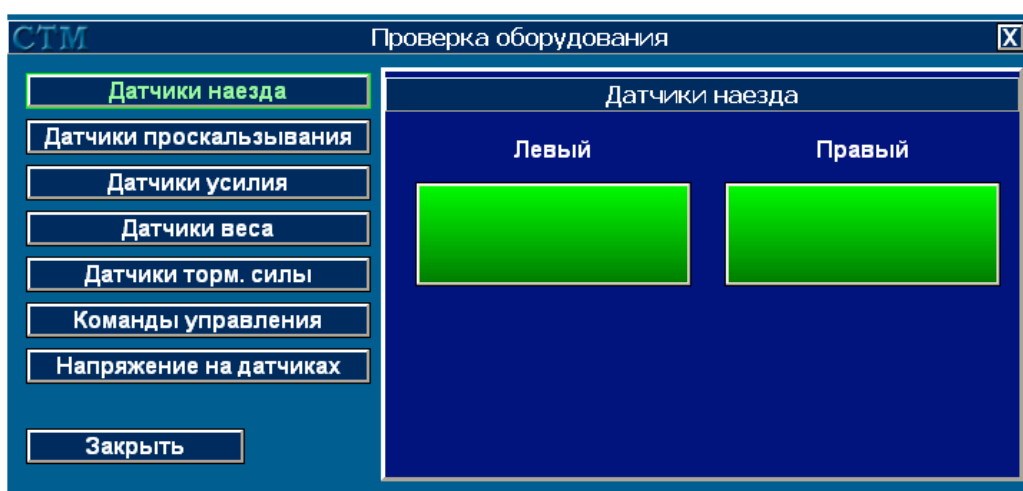 СТМ
Проверка оборудования
X
Датчики наезда
Датчики проскальзывания
Датчики усилия
Датчики веса
Датчики торм. силы
Команды управления
Напряжение на датчиках
Закрыть
Датчики наезда
Левый
Правый